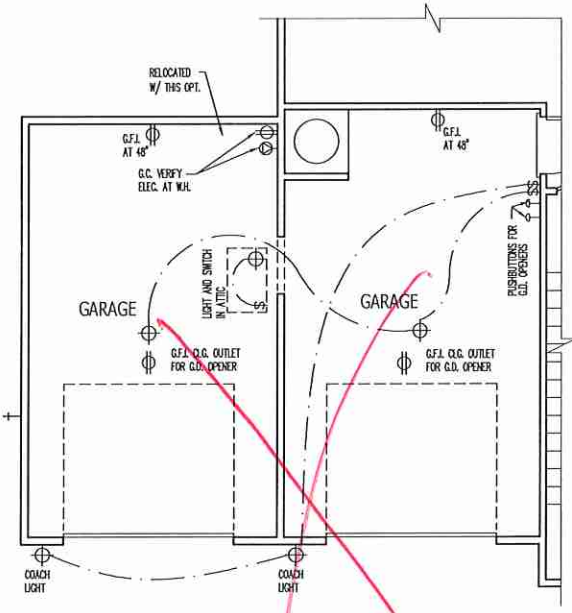 RELOCATED
W/ THIS OPT.
G.F.I.
AT 48"
G.C. VERIFY
ELEC. AT W.H.
G.F.I.
AT 48"
SS
PUSHBUTTONS FOR
G.D. OPENERS
LIGHT AND SWITCH
IN ATTIC
S
GARAGE
GARAGE
G.F.I. CLG. OUTLET
FOR G.D. OPENER
G.F.I. CLG. OUTLET
FOR G.D. OPENER
COACH
LIGHT
COACH
LIGHT